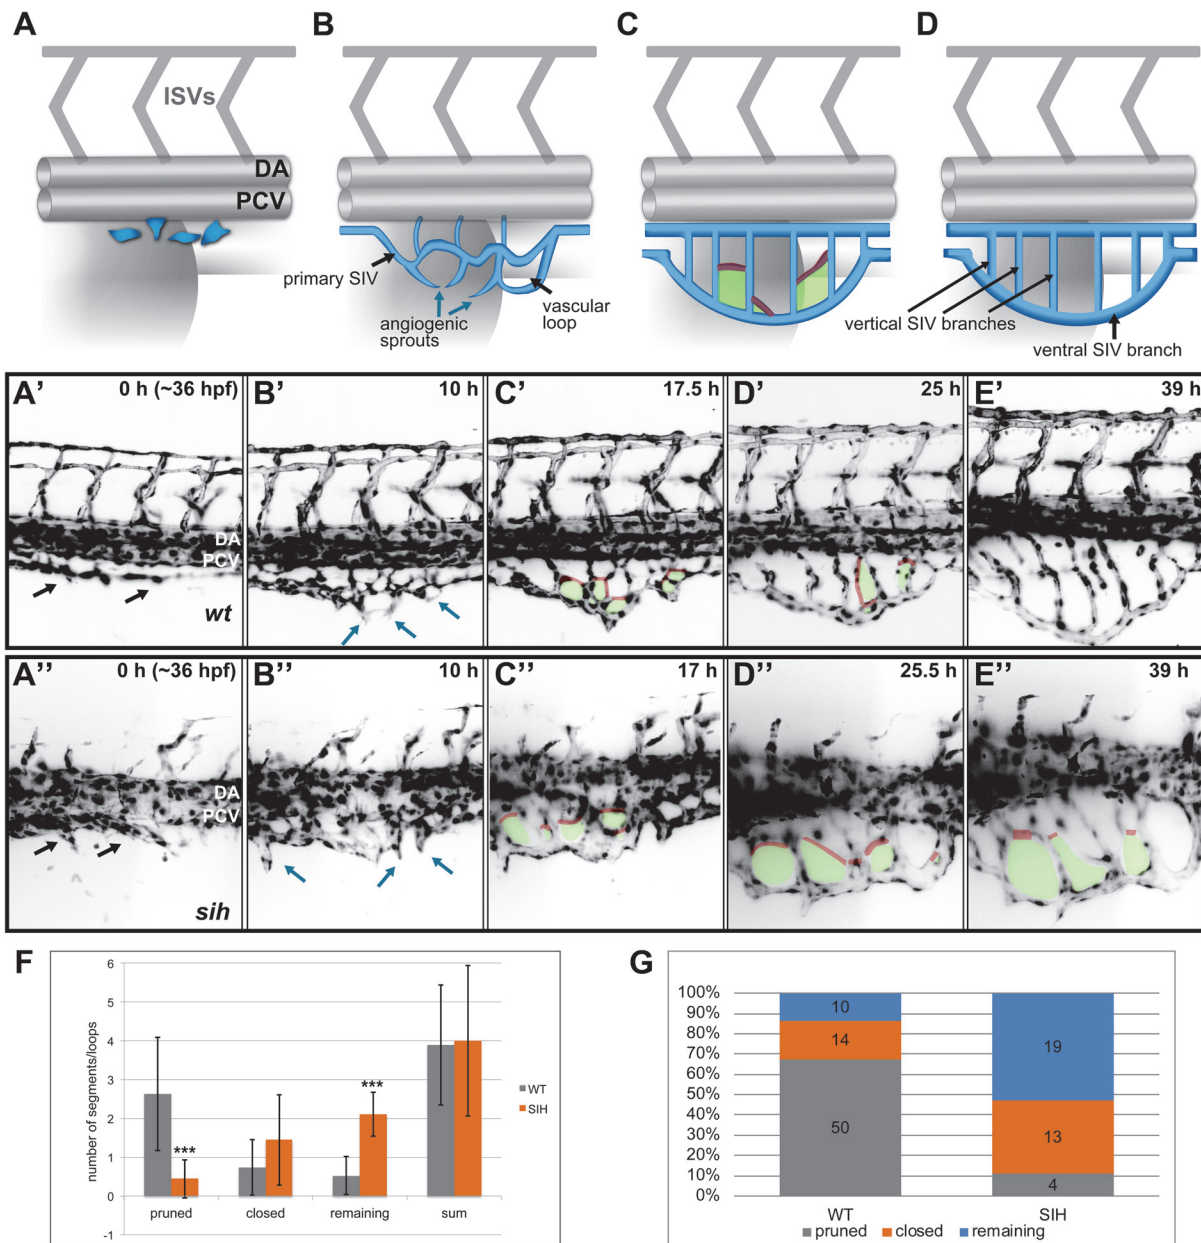 A
B
C
D
ISVs
DA
PCV
primary SIV
angiogenic
sprouts
vascular
loop
vertical SIV branches
ventral SIV branch
A'
0 h (~36 hpf)
B'
10 h
C'
17.5 h
D'
25 h
E'
39 h
DA
PCV
wt
A''
0 h (~36 hpf)
B''
10 h
C''
17 h
D''
25.5 h
E''
39 h
DA
PCV
sih
F
number of segments/loops
6
5
4
3
2
1
0
-1
***
***
pruned
closed
remaining
sum
WT
SIH
G
100%
90%
80%
70%
60%
50%
40%
30%
20%
10%
0%
10
14
50
19
13
4
WT
SIH
pruned
closed
remaining